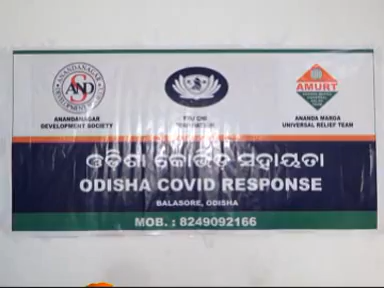 ANANDANAGAR
DEVELOPMENT SOCIETY
AMURT
ANANDA MARGA
UNIVERSAL RELIEF TEAM
ଓଡ଼ିଶା କୋଭିଡ଼ ସହାୟତା
ODISHA COVID RESPONSE
BALASORE, ODISHA
MOB. : 8249092166